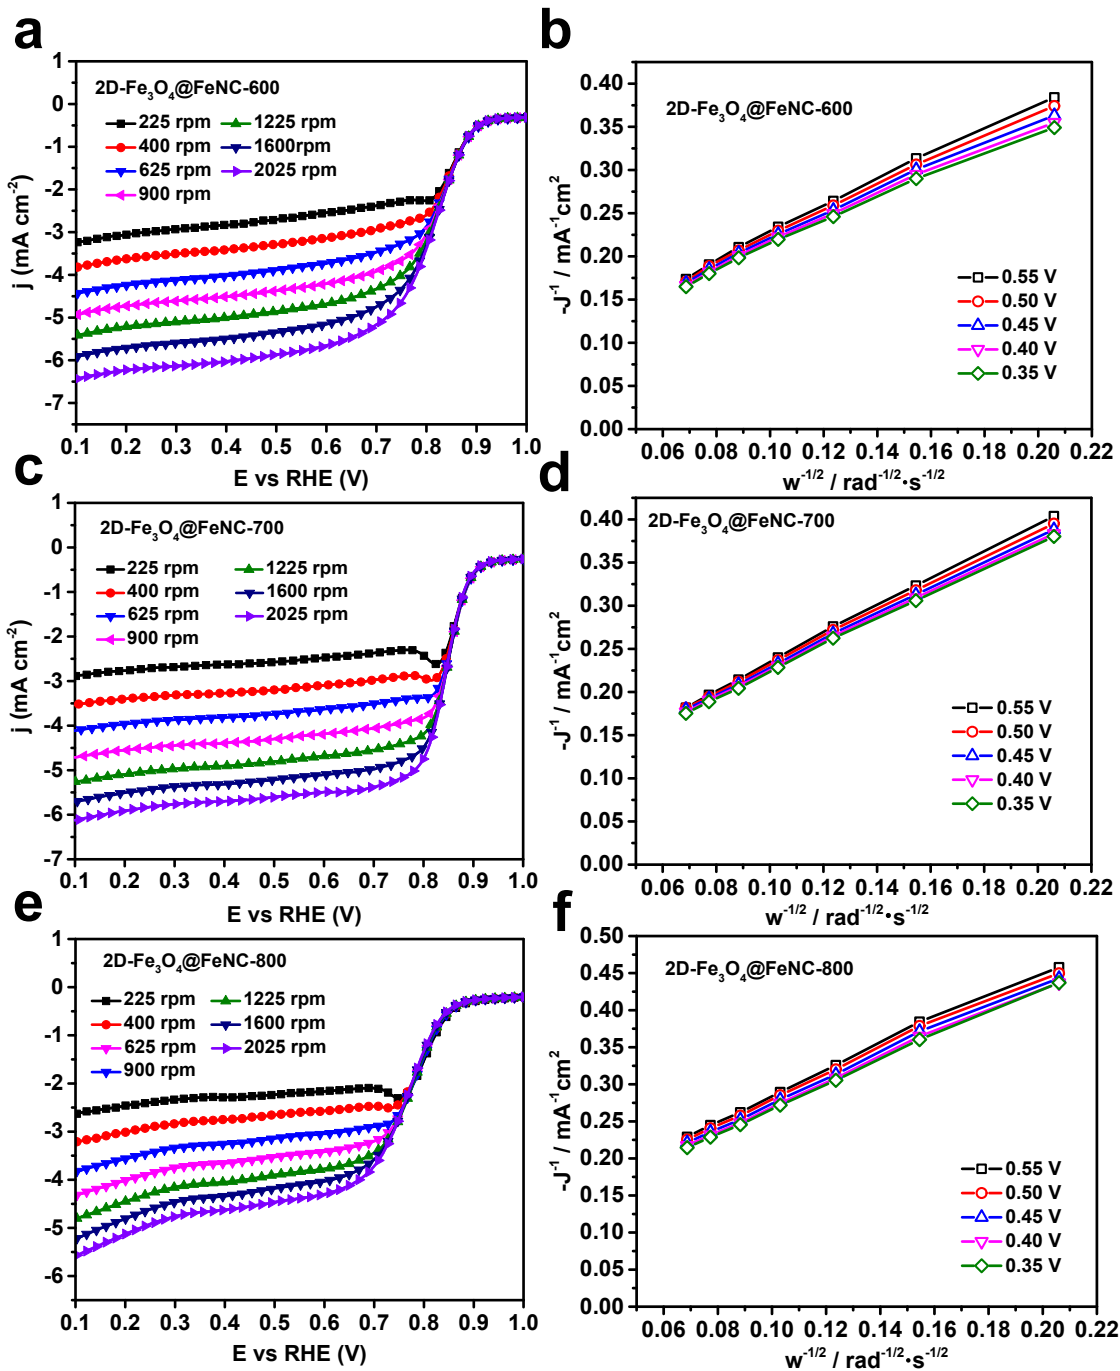 a
1
0
-1
-2
-3
-4
-5
-6
-7
j (mA cm⁻²)
2D-Fe₃O₄@FeNC-600
225 rpm 1225 rpm
400 rpm 1600rpm
625 rpm 2025 rpm
900 rpm
0.1 0.2 0.3 0.4 0.5 0.6 0.7 0.8 0.9 1.0
E vs RHE (V)
b
0.40
0.35
0.30
0.25
0.20
0.15
0.10
0.05
0.00
-J⁻¹ / mA⁻¹cm²
2D-Fe₃O₄@FeNC-600
0.55 V
0.50 V
0.45 V
0.40 V
0.35 V
0.06 0.08 0.10 0.12 0.14 0.16 0.18 0.20 0.22
w⁻¹/² / rad⁻¹/²•s⁻¹/²
c
1
0
-1
-2
-3
-4
-5
-6
-7
j (mA cm⁻²)
2D-Fe₃O₄@FeNC-700
225 rpm 1225 rpm
400 rpm 1600 rpm
625 rpm 2025 rpm
900 rpm
0.1 0.2 0.3 0.4 0.5 0.6 0.7 0.8 0.9 1.0
E vs RHE (V)
d
0.40
0.35
0.30
0.25
0.20
0.15
0.10
0.05
0.00
-J⁻¹ / mA⁻¹cm²
2D-Fe₃O₄@FeNC-700
0.55 V
0.50 V
0.45 V
0.40 V
0.35 V
0.06 0.08 0.10 0.12 0.14 0.16 0.18 0.20 0.22
w⁻¹/² / rad⁻¹/²•s⁻¹/²
e
1
0
-1
-2
-3
-4
-5
-6
j (mA cm⁻²)
2D-Fe₃O₄@FeNC-800
225 rpm 1225 rpm
400 rpm 1600 rpm
625 rpm 2025 rpm
900 rpm
0.1 0.2 0.3 0.4 0.5 0.6 0.7 0.8 0.9 1.0
E vs RHE (V)
f
0.50
0.45
0.40
0.35
0.30
0.25
0.20
0.15
0.10
0.05
0.00
-J⁻¹ / mA⁻¹cm²
2D-Fe₃O₄@FeNC-800
0.55 V
0.50 V
0.45 V
0.40 V
0.35 V
0.06 0.08 0.10 0.12 0.14 0.16 0.18 0.20 0.22
w⁻¹/² / rad⁻¹/²•s⁻¹/²